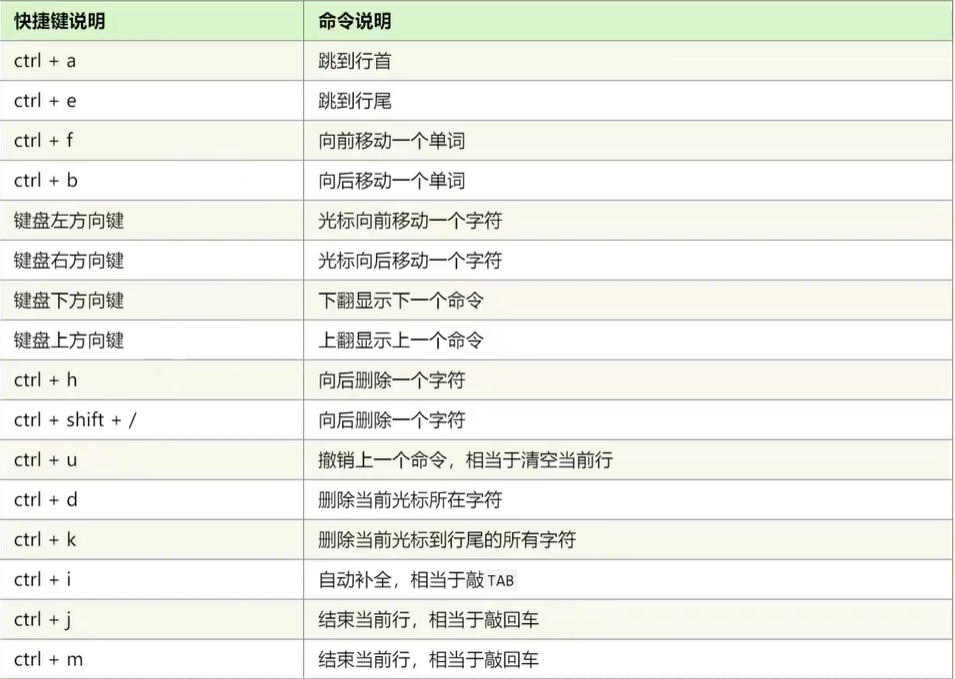 快捷键说明 命令说明
ctrl + a 跳到行首
ctrl + e 跳到行尾
ctrl + f 向前移动一个单词
ctrl + b 向后移动一个单词
键盘左方向键 光标向前移动一个字符
键盘右方向键 光标向后移动一个字符
键盘下方向键 下翻显示下一个命令
键盘上方向键 上翻显示上一个命令
ctrl + h 向后删除一个字符
ctrl + shift + / 向后删除一个字符
ctrl + u 撤销上一个命令，相当于清空当前行
ctrl + d 删除当前光标所在字符
ctrl + k 删除当前光标到行尾的所有字符
ctrl + i 自动补全，相当于敲 TAB
ctrl + j 结束当前行，相当于敲回车
ctrl + m 结束当前行，相当于敲回车